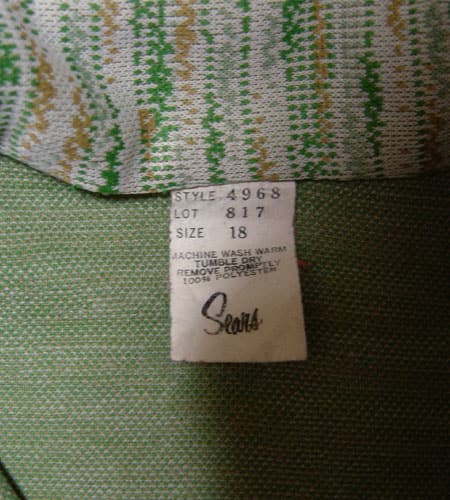 STYLE 4968
LOT 817
SIZE 18
MACHINE WASH WARM
TUMBLE DRY
REMOVE PROMPTLY
100% POLYESTER
Sears